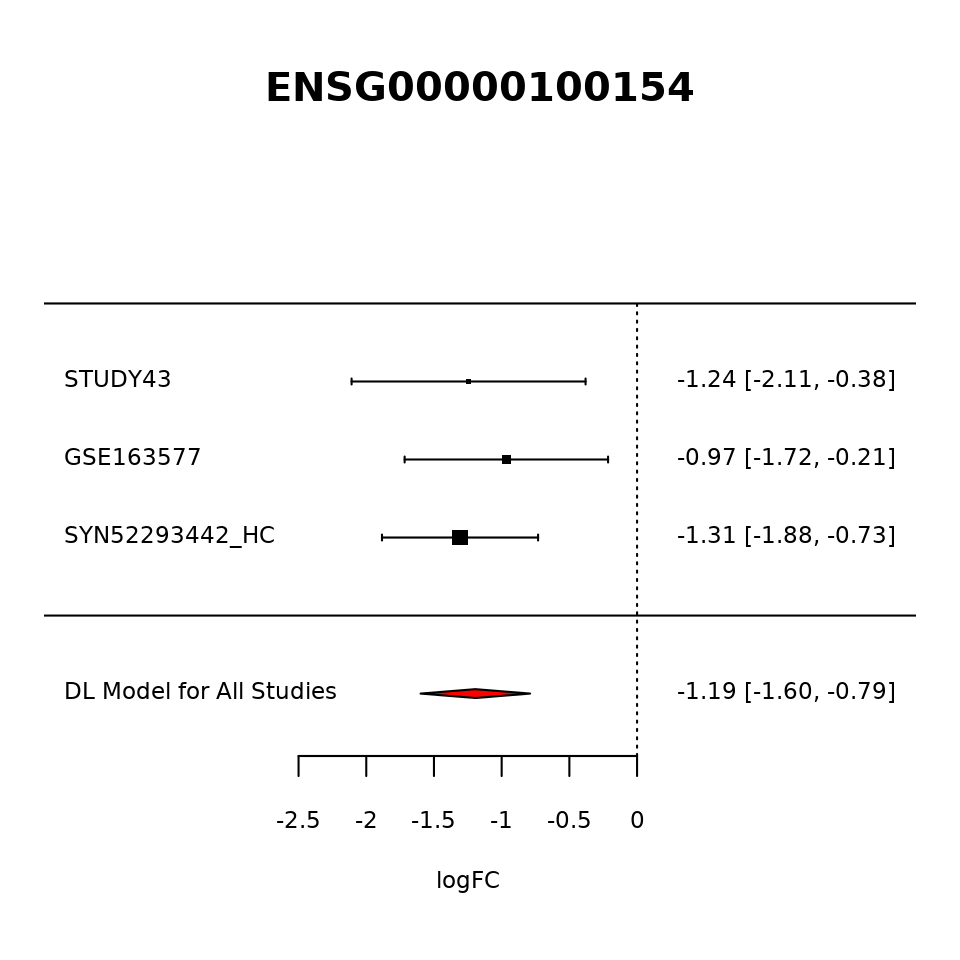 ENSG00000100154
STUDY43 -1.24 [-2.11, -0.38]
GSE163577 -0.97 [-1.72, -0.21]
SYN52293442_HC -1.31 [-1.88, -0.73]
DL Model for All Studies -1.19 [-1.60, -0.79]
-2.5 -2 -1.5 -1 -0.5 0
logFC